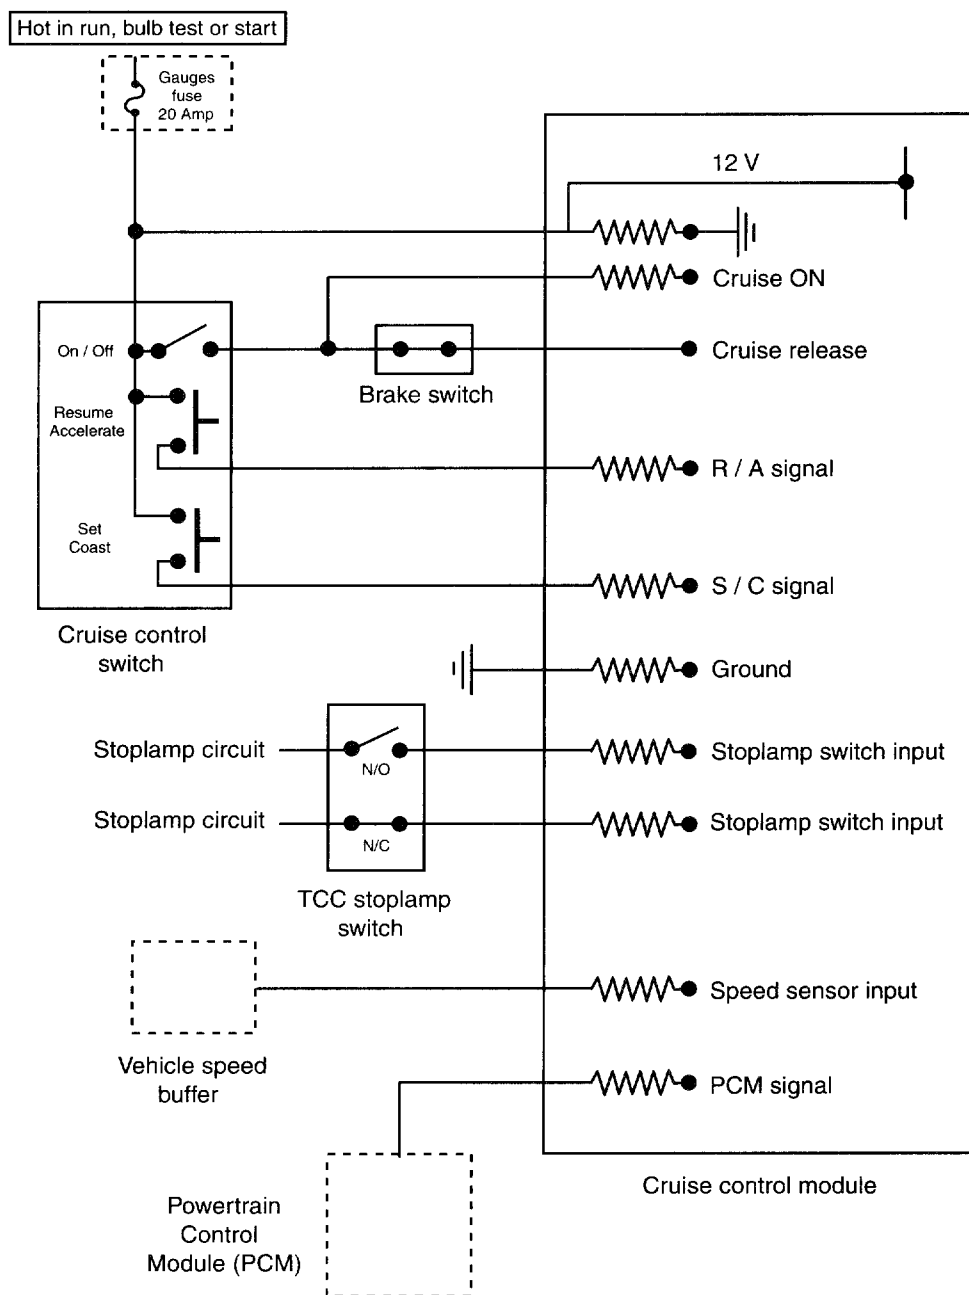 Hot in run, bulb test or start
Gauges
fuse
20 Amp
12 V
Cruise ON
On / Off
Cruise release
Brake switch
Resume
Accelerate
R / A signal
Set
Coast
S / C signal
Cruise control
switch
Ground
Stoplamp circuit
N/O
Stoplamp switch input
Stoplamp circuit
N/C
Stoplamp switch input
TCC stoplamp
switch
Speed sensor input
Vehicle speed
buffer
PCM signal
Cruise control module
Powertrain
Control
Module (PCM)